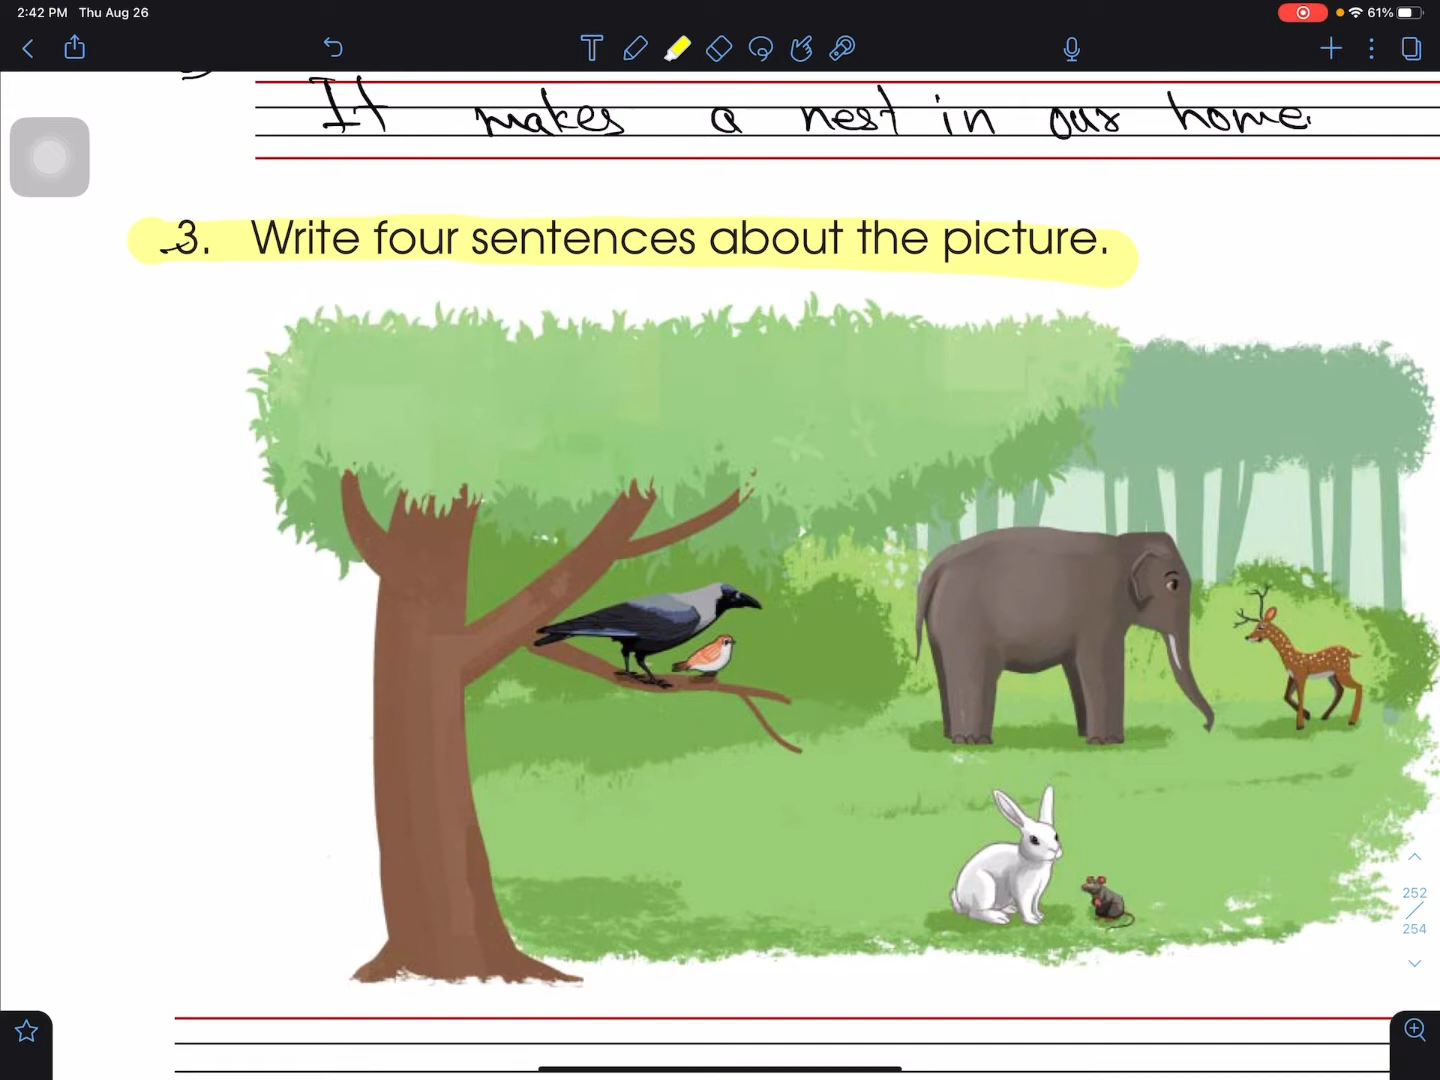 2:42 PM Thu Aug 26
61%
It makes a nest in our home.
3. Write four sentences about the picture.
252
254